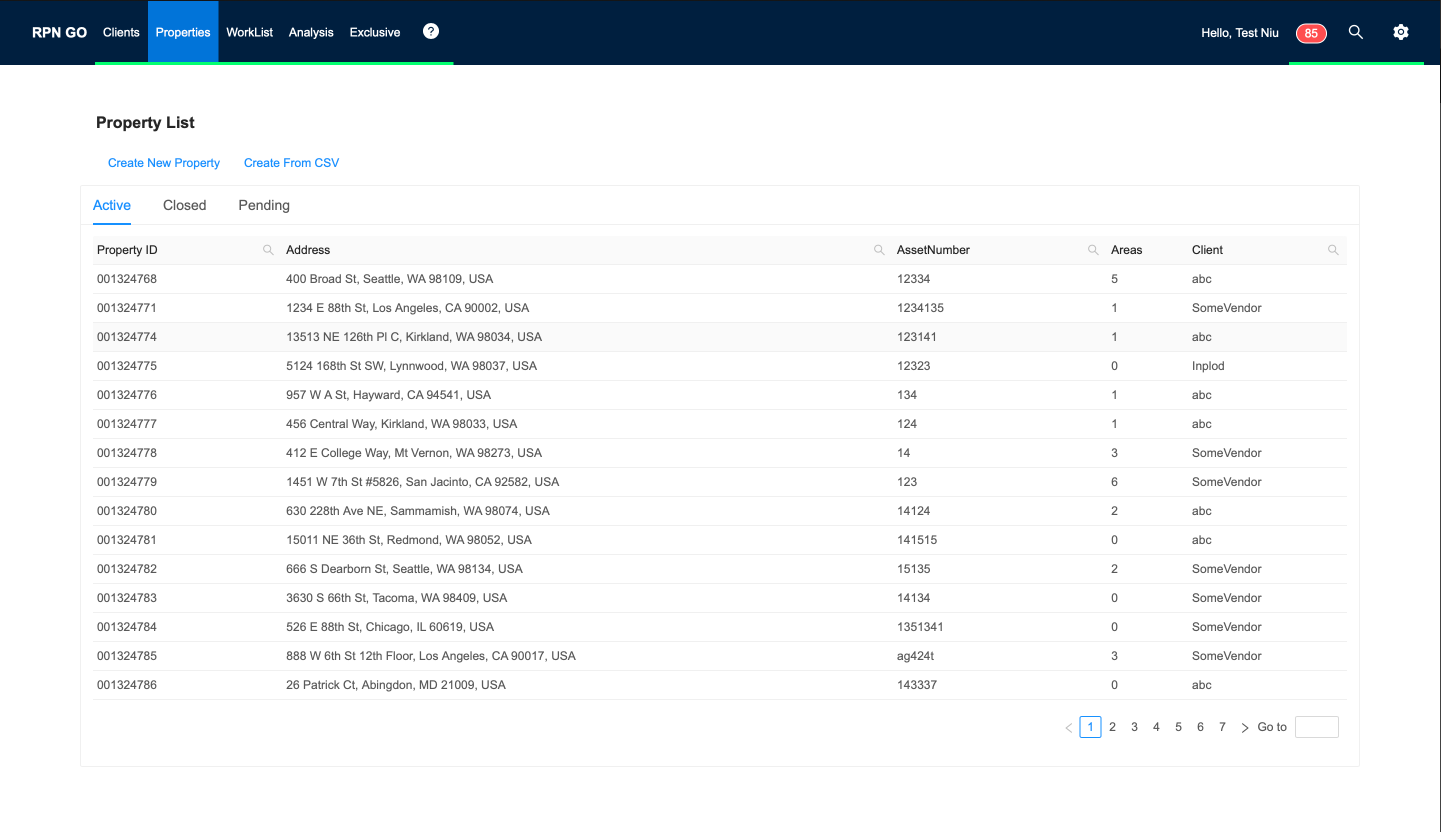 RPN GO Clients Properties WorkList Analysis Exclusive ? Hello, Test Niu 85
Property List
Create New Property Create From CSV
Active Closed Pending
Property ID Address AssetNumber Areas Client
001324768 400 Broad St, Seattle, WA 98109, USA 12334 5 abc
001324771 1234 E 88th St, Los Angeles, CA 90002, USA 1234135 1 SomeVendor
001324774 13513 NE 126th Pl C, Kirkland, WA 98034, USA 123141 1 abc
001324775 5124 168th St SW, Lynnwood, WA 98037, USA 12323 0 Inplod
001324776 957 W A St, Hayward, CA 94541, USA 134 1 abc
001324777 456 Central Way, Kirkland, WA 98033, USA 124 1 abc
001324778 412 E College Way, Mt Vernon, WA 98273, USA 14 3 SomeVendor
001324779 1451 W 7th St #5826, San Jacinto, CA 92582, USA 123 6 SomeVendor
001324780 630 228th Ave NE, Sammamish, WA 98074, USA 14124 2 abc
001324781 15011 NE 36th St, Redmond, WA 98052, USA 141515 0 abc
001324782 666 S Dearborn St, Seattle, WA 98134, USA 15135 2 SomeVendor
001324783 3630 S 66th St, Tacoma, WA 98409, USA 14134 0 SomeVendor
001324784 526 E 88th St, Chicago, IL 60619, USA 1351341 0 SomeVendor
001324785 888 W 6th St 12th Floor, Los Angeles, CA 90017, USA ag424t 3 SomeVendor
001324786 26 Patrick Ct, Abingdon, MD 21009, USA 143337 0 abc
< 1 2 3 4 5 6 7 > Go to